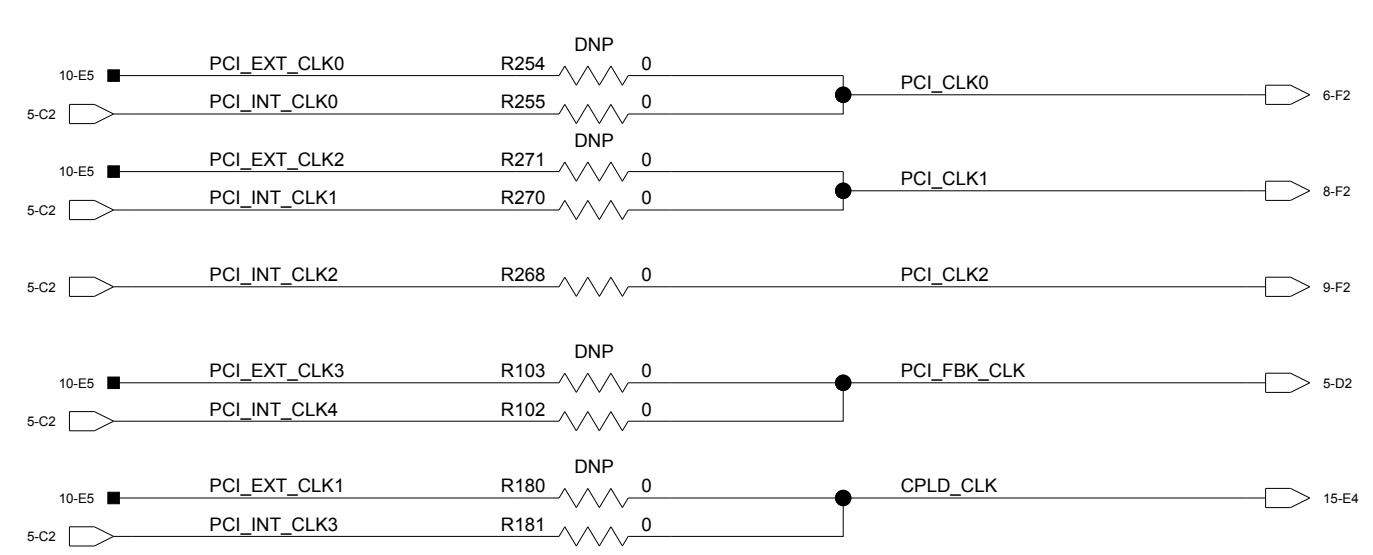 DNP
10-E5 PCI_EXT_CLK0 R254 0
PCI_CLK0 6-F2
5-C2 PCI_INT_CLK0 R255 0
DNP
10-E5 PCI_EXT_CLK2 R271 0
PCI_CLK1 8-F2
5-C2 PCI_INT_CLK1 R270 0
5-C2 PCI_INT_CLK2 R268 0 PCI_CLK2 9-F2
DNP
10-E5 PCI_EXT_CLK3 R103 0 PCI_FBK_CLK 5-D2
5-C2 PCI_INT_CLK4 R102 0
DNP
10-E5 PCI_EXT_CLK1 R180 0 CPLD_CLK 15-E4
5-C2 PCI_INT_CLK3 R181 0